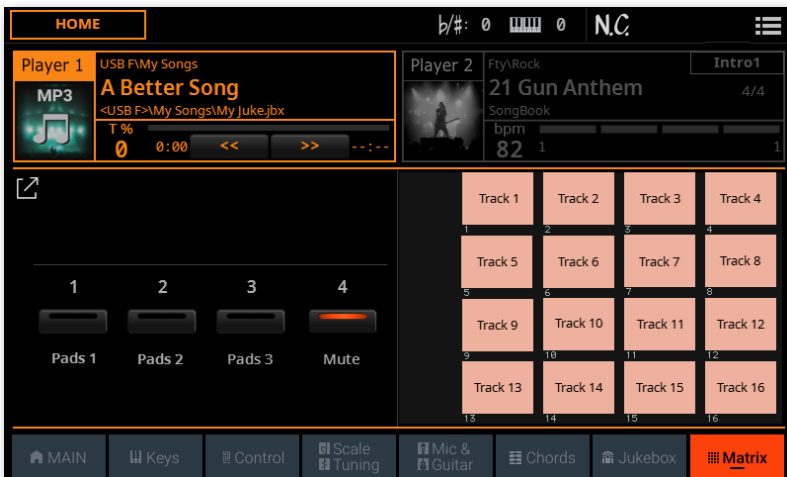 HOME
b/#: 0 0 N.C.
Player 1
USB F\My Songs
MP3
A Better Song
<USB F>\My Songs\My Juke.jbx
T %
0 0:00 << >> --:--
Player 2
Fty\Rock
Intro1
21 Gun Anthem
4/4
SongBook
bpm
82 1 1
1 2 3 4
Pads 1 Pads 2 Pads 3 Mute
Track 1 Track 2 Track 3 Track 4
1 2 3 4
Track 5 Track 6 Track 7 Track 8
5 6 7 8
Track 9 Track 10 Track 11 Track 12
9 10 11 12
Track 13 Track 14 Track 15 Track 16
13 14 15 16
MAIN Keys Control Scale Tuning Mic & Guitar Chords Jukebox Matrix